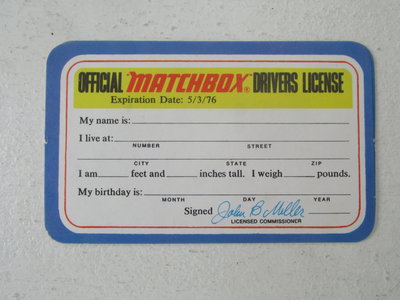 OFFICIAL MATCHBOX® DRIVERS LICENSE
Expiration Date: 5/3/76
My name is:
I live at:
NUMBER STREET
CITY STATE ZIP
I am feet and inches tall. I weigh pounds.
My birthday is:
MONTH DAY YEAR
Signed John B Miller
LICENSED COMMISSIONER